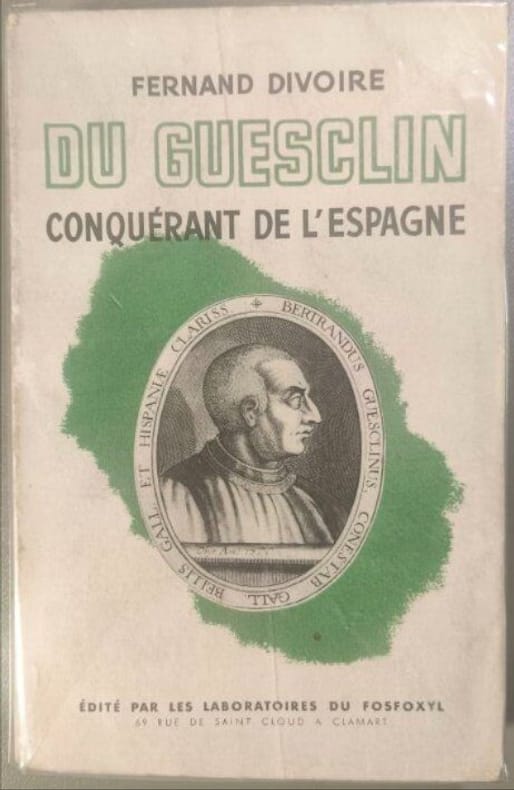 FERNAND DIVOIRE
DU GUESCLIN
CONQUÉRANT DE L'ESPAGNE
BERTRANDUS GUESCLINUS, CONESTAB GALL. BELLIS GALL. ET HISPANIÆ CLARISS
ÉDITÉ PAR LES LABORATOIRES DU FOSFOXYL
69 RUE DE SAINT CLOUD A CLAMART